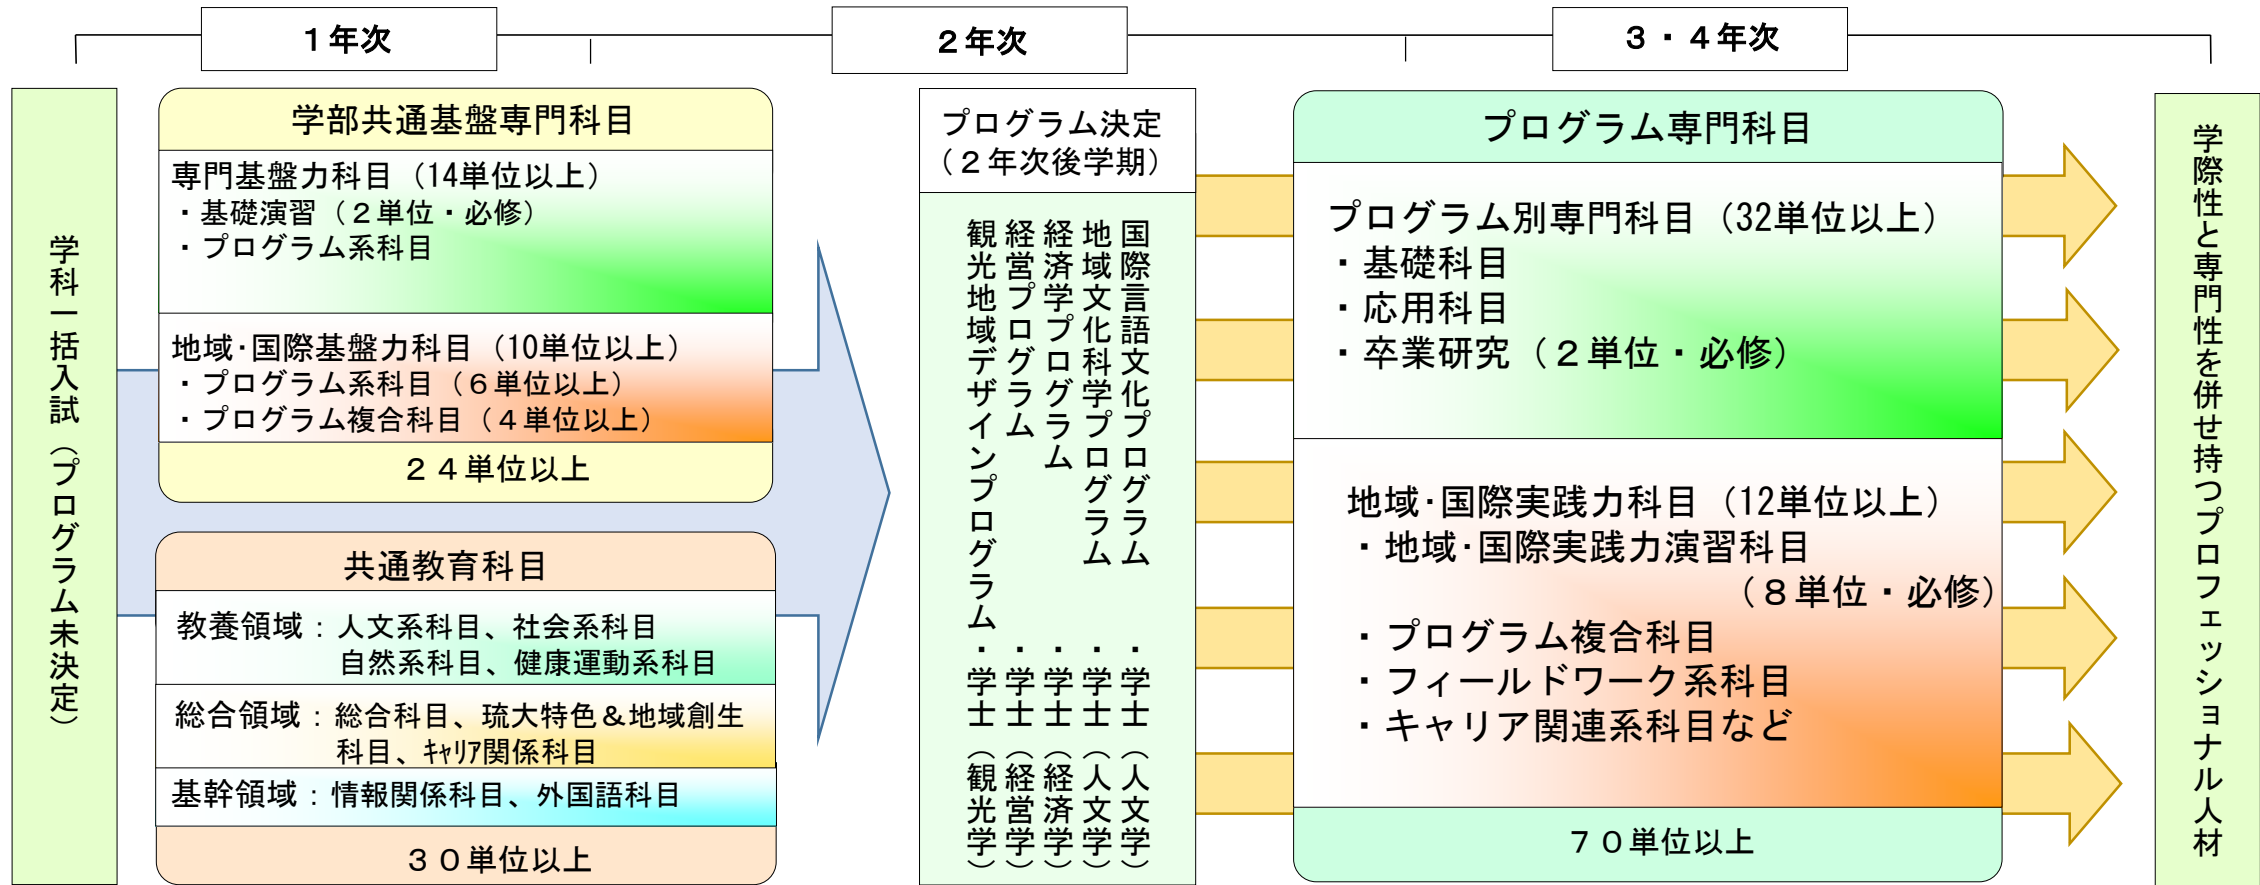 １年次
２年次
３・４年次
学科一括入試（プログラム未決定）
学部共通基盤専門科目
専門基盤力科目（14単位以上）
・基礎演習（２単位・必修）
・プログラム系科目
地域･国際基盤力科目（10単位以上）
・プログラム系科目（６単位以上）
・プログラム複合科目（４単位以上）
２４単位以上
共通教育科目
教養領域：人文系科目、社会系科目
自然系科目、健康運動系科目
総合領域：総合科目、琉大特色＆地域創生
科目、ｷｬﾘｱ関係科目
基幹領域：情報関係科目、外国語科目
３０単位以上
プログラム決定
（２年次後学期）
国際言語文化プログラム・学士（人文学）
地域文化科学プログラム・学士（人文学）
経済学プログラム・学士（経済学）
経営プログラム・学士（経営学）
観光地域デザインプログラム・学士（観光学）
プログラム専門科目
プログラム別専門科目（32単位以上）
・基礎科目
・応用科目
・卒業研究（２単位・必修）
地域･国際実践力科目（12単位以上）
・地域･国際実践力演習科目
（８単位・必修）
・プログラム複合科目
・フィールドワーク系科目
・キャリア関連系科目など
７０単位以上
学際性と専門性を併せ持つプロフェッショナル人材